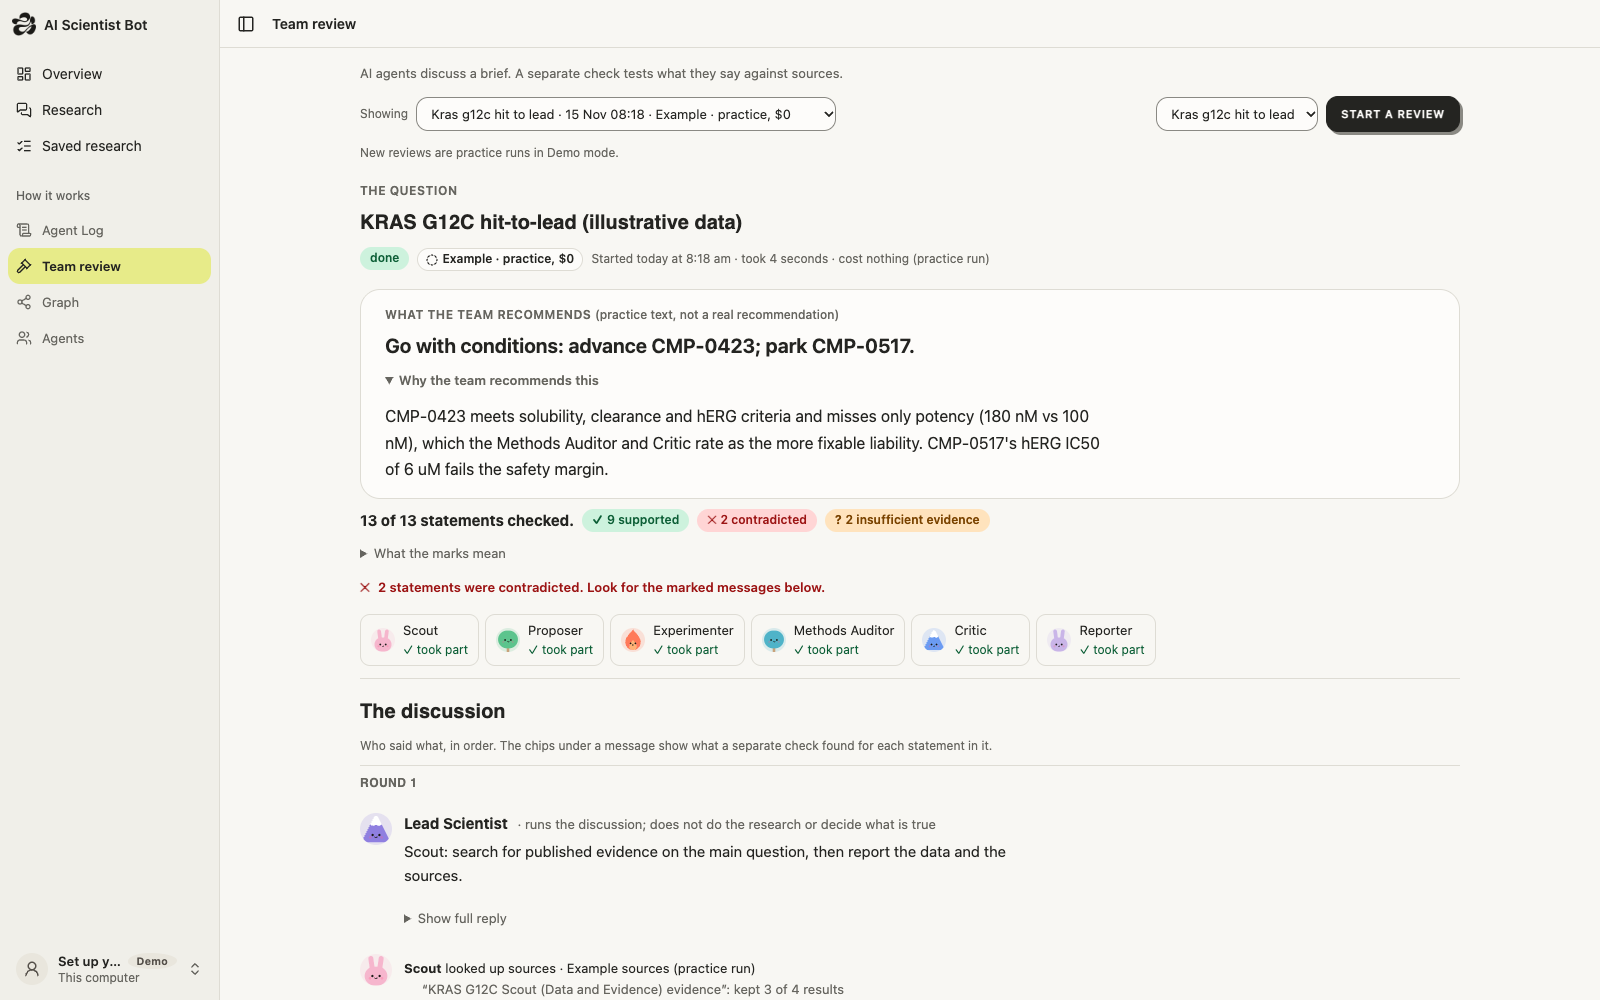 AI Scientist Bot
Team review
Overview
Research
Saved research
How it works
Agent Log
Team review
Graph
Agents
AI agents discuss a brief. A separate check tests what they say against sources.
Showing
Kras g12c hit to lead · 15 Nov 08:18 · Example · practice, $0
Kras g12c hit to lead
START A REVIEW
New reviews are practice runs in Demo mode.
THE QUESTION
KRAS G12C hit-to-lead (illustrative data)
done
Example · practice, $0
Started today at 8:18 am · took 4 seconds · cost nothing (practice run)
WHAT THE TEAM RECOMMENDS (practice text, not a real recommendation)
Go with conditions: advance CMP-0423; park CMP-0517.
Why the team recommends this
CMP-0423 meets solubility, clearance and hERG criteria and misses only potency (180 nM vs 100
nM), which the Methods Auditor and Critic rate as the more fixable liability. CMP-0517's hERG IC50
of 6 uM fails the safety margin.
13 of 13 statements checked.
✓ 9 supported
✕ 2 contradicted
? 2 insufficient evidence
What the marks mean
✕ 2 statements were contradicted. Look for the marked messages below.
Scout
✓ took part
Proposer
✓ took part
Experimenter
✓ took part
Methods Auditor
✓ took part
Critic
✓ took part
Reporter
✓ took part
The discussion
Who said what, in order. The chips under a message show what a separate check found for each statement in it.
ROUND 1
Lead Scientist · runs the discussion; does not do the research or decide what is true
Scout: search for published evidence on the main question, then report the data and the
sources.
Show full reply
Scout looked up sources · Example sources (practice run)
“KRAS G12C Scout (Data and Evidence) evidence”: kept 3 of 4 results
Set up y...
Demo
This computer